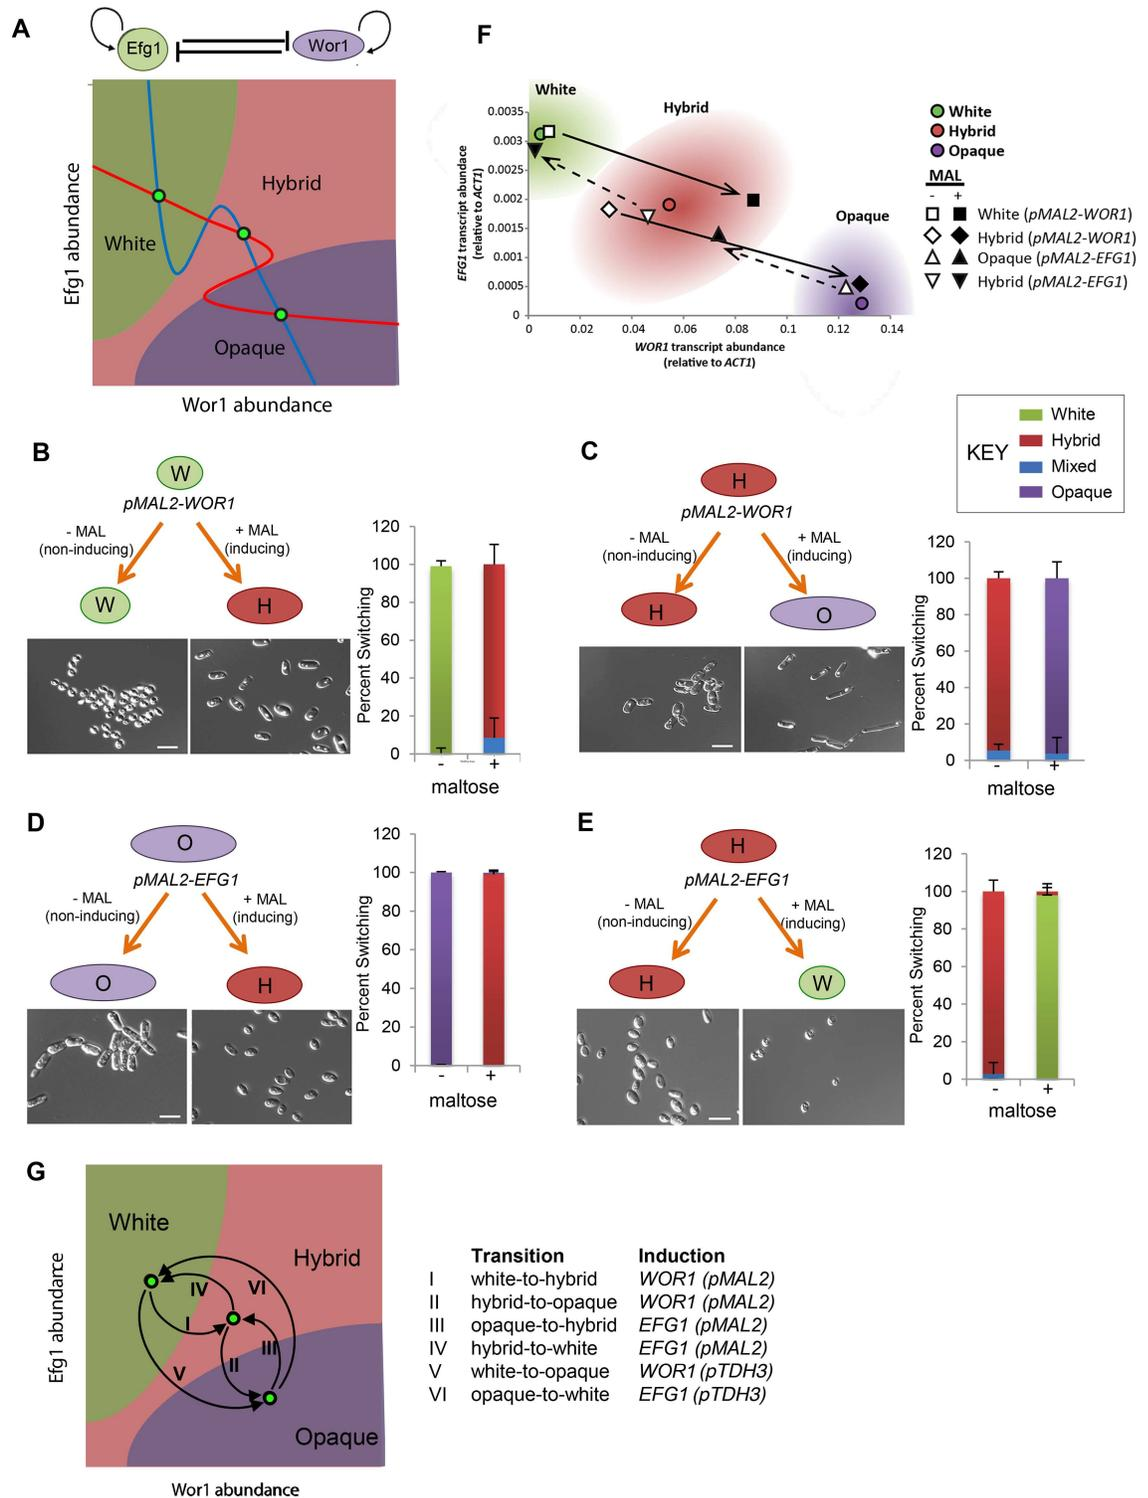 A
Efg1
Wor1
Efg1 abundance
Hybrid
White
Opaque
Wor1 abundance
F
White
Hybrid
Opaque
0.0035
0.003
0.0025
0.002
0.0015
0.001
0.0005
0
0 0.02 0.04 0.06 0.08 0.1 0.12 0.14
EFG1 transcript abundace
(relative to ACT1)
WOR1 transcript abundance
(relative to ACT1)
White
Hybrid
Opaque
MAL
- +
White (pMAL2-WOR1)
Hybrid (pMAL2-WOR1)
Opaque (pMAL2-EFG1)
Hybrid (pMAL2-EFG1)
KEY
White
Hybrid
Mixed
Opaque
B
W
pMAL2-WOR1
- MAL
(non-inducing)
+ MAL
(inducing)
W
H
Percent Switching
120
100
80
60
40
20
0
- +
maltose
C
H
pMAL2-WOR1
- MAL
(non-inducing)
+ MAL
(inducing)
H
O
Percent Switching
120
100
80
60
40
20
0
- +
maltose
D
O
pMAL2-EFG1
- MAL
(non-inducing)
+ MAL
(inducing)
O
H
Percent Switching
120
100
80
60
40
20
0
- +
maltose
E
H
pMAL2-EFG1
- MAL
(non-inducing)
+ MAL
(inducing)
H
W
Percent Switching
120
100
80
60
40
20
0
- +
maltose
G
Efg1 abundance
White
Hybrid
IV
VI
I
III
II
V
Opaque
Wor1 abundance
Transition Induction
I white-to-hybrid WOR1 (pMAL2)
II hybrid-to-opaque WOR1 (pMAL2)
III opaque-to-hybrid EFG1 (pMAL2)
IV hybrid-to-white EFG1 (pMAL2)
V white-to-opaque WOR1 (pTDH3)
VI opaque-to-white EFG1 (pTDH3)